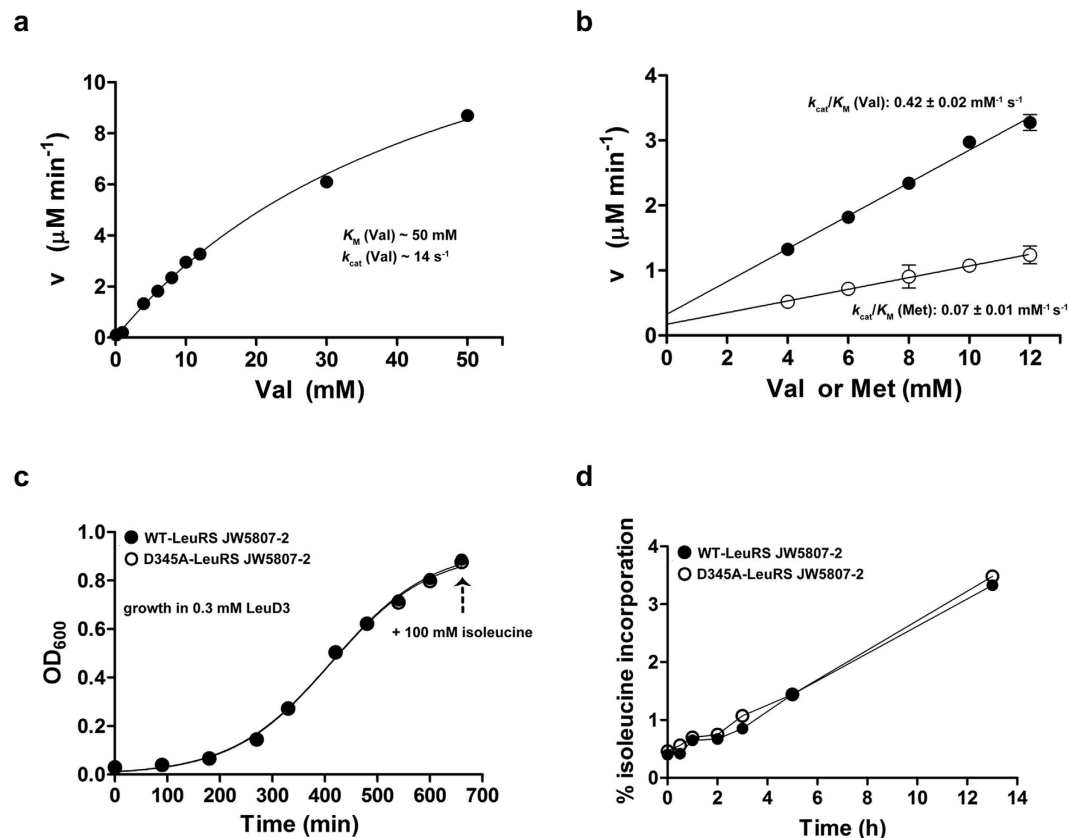 a
10
8
6
4
2
0
0
10
20
30
40
50
v (μM min⁻¹)
Val (mM)
K_M (Val) ~ 50 mM
k_cat (Val) ~ 14 s⁻¹
b
4
3
2
1
0
0
2
4
6
8
10
12
v (μM min⁻¹)
Val or Met (mM)
k_cat/K_M (Val): 0.42 ± 0.02 mM⁻¹ s⁻¹
k_cat/K_M (Met): 0.07 ± 0.01 mM⁻¹ s⁻¹
c
1.0
0.8
0.6
0.4
0.2
0.0
0
100
200
300
400
500
600
700
OD₆₀₀
Time (min)
WT-LeuRS JW5807-2
D345A-LeuRS JW5807-2
growth in 0.3 mM LeuD3
+ 100 mM isoleucine
d
4
3
2
1
0
0
2
4
6
8
10
12
14
% isoleucine incorporation
Time (h)
WT-LeuRS JW5807-2
D345A-LeuRS JW5807-2